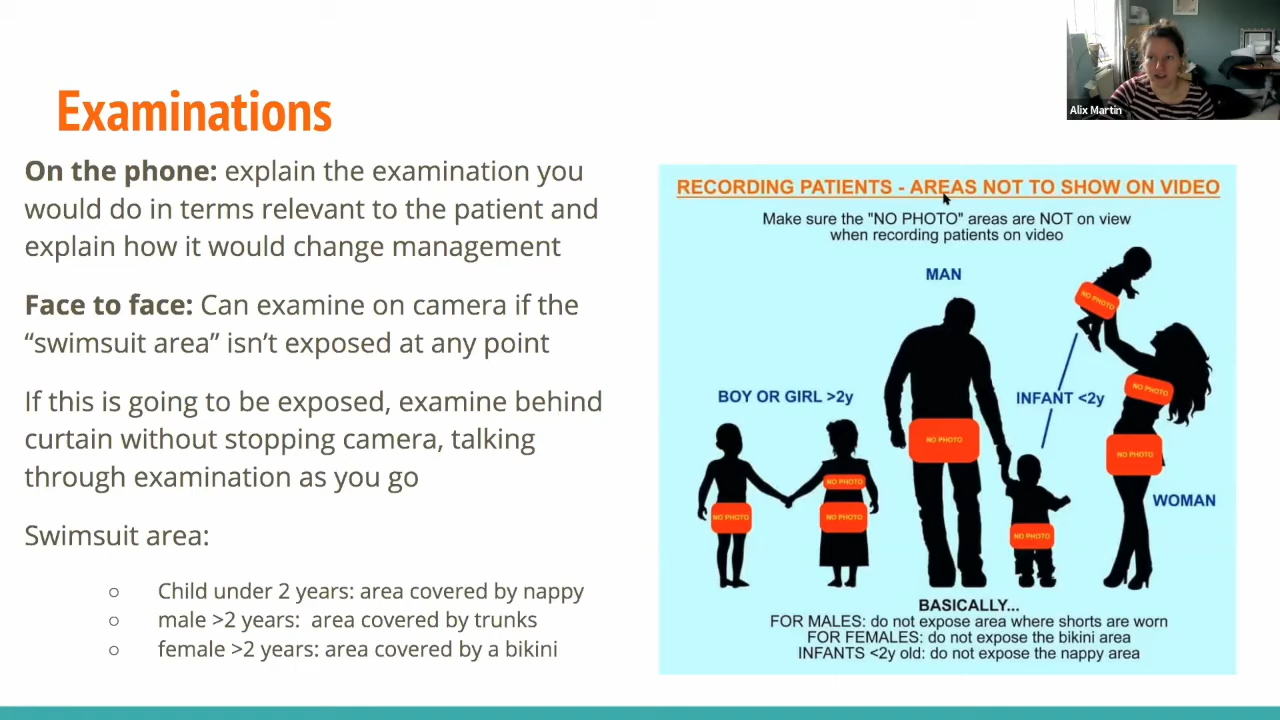 Alix Martin
Examinations
On the phone: explain the examination you
would do in terms relevant to the patient and
explain how it would change management
Face to face: Can examine on camera if the
“swimsuit area” isn’t exposed at any point
If this is going to be exposed, examine behind
curtain without stopping camera, talking
through examination as you go
Swimsuit area:
○ Child under 2 years: area covered by nappy
○ male >2 years: area covered by trunks
○ female >2 years: area covered by a bikini
RECORDING PATIENTS - AREAS NOT TO SHOW ON VIDEO
Make sure the "NO PHOTO" areas are NOT on view
when recording patients on video
MAN
NO PHOTO
NO PHOTO
BOY OR GIRL >2y
INFANT <2y
NO PHOTO
NO PHOTO
NO PHOTO
NO PHOTO
WOMAN
NO PHOTO
NO PHOTO
NO PHOTO
BASICALLY...
FOR MALES: do not expose area where shorts are worn
FOR FEMALES: do not expose the bikini area
INFANTS <2y old: do not expose the nappy area